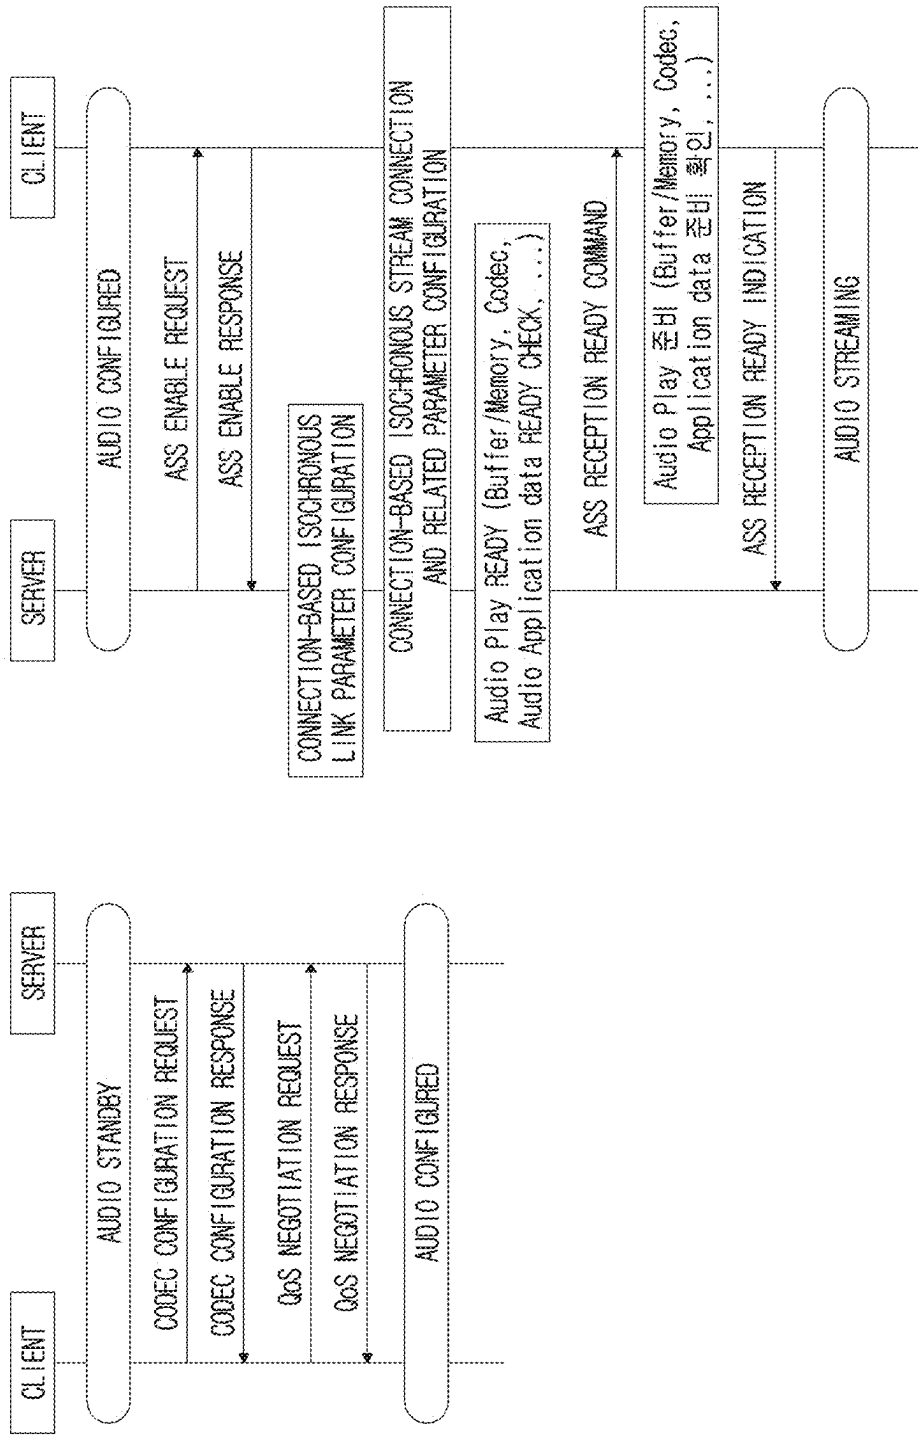 CLIENT
SERVER
AUDIO STANDBY
CODEC CONFIGURATION REQUEST
CODEC CONFIGURATION RESPONSE
QoS NEGOTIATION REQUEST
QoS NEGOTIATION RESPONSE
AUDIO CONFIGURED
SERVER
CLIENT
AUDIO CONFIGURED
ASS ENABLE REQUEST
ASS ENABLE RESPONSE
CONNECTION-BASED ISOCHRONOUS
LINK PARAMETER CONFIGURATION
CONNECTION-BASED ISOCHRONOUS STREAM CONNECTION
AND RELATED PARAMETER CONFIGURATION
Audio Play READY (Buffer/Memory, Codec,
Audio Application data READY CHECK, ...)
ASS RECEPTION READY COMMAND
Audio Play 준비 (Buffer/Memory, Codec,
Application data 준비 확인, ...)
ASS RECEPTION READY INDICATION
AUDIO STREAMING